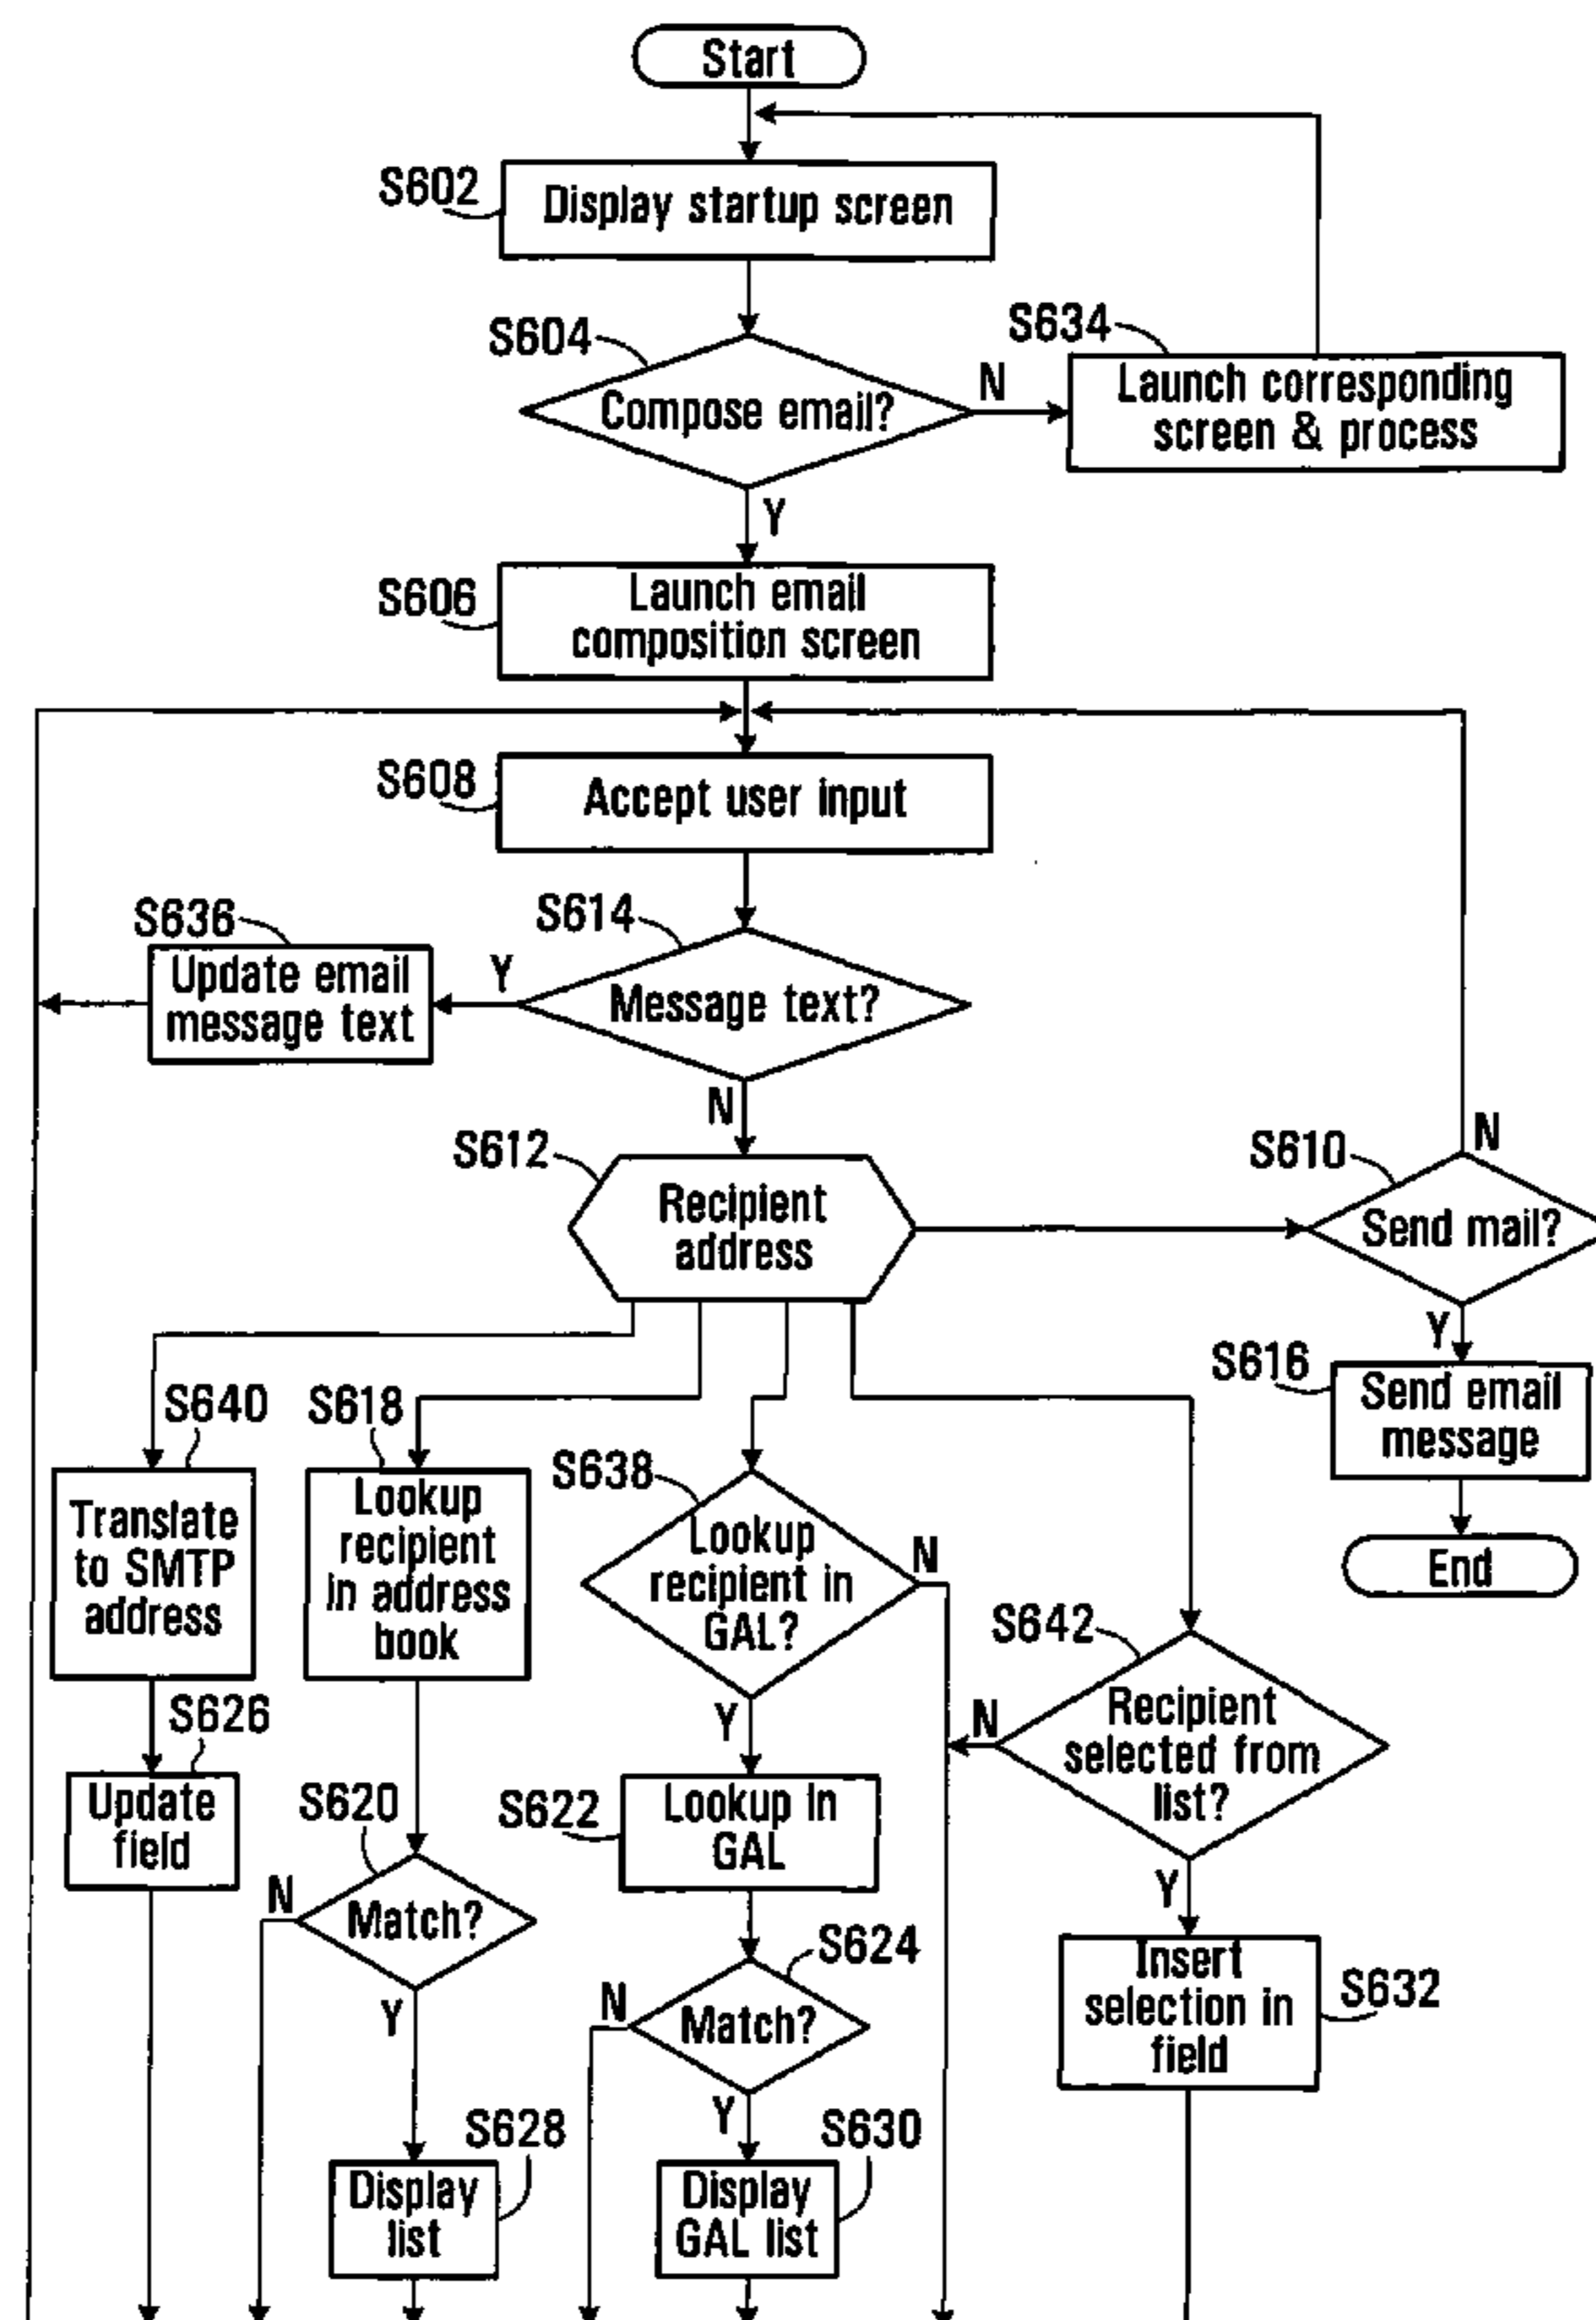 Start
S602
Display startup screen
S604
Compose email?
N
S634
Launch corresponding
screen & process
Y
S606
Launch email
composition screen
S608
Accept user input
S636
Update email
message text
Y
S614
Message text?
N
S612
Recipient
address
S610
N
Send mail?
Y
S616
Send email
message
End
S640
Translate
to SMTP
address
S626
Update
field
S618
Lookup
recipient
in address
book
S620
N
Match?
Y
S628
Display
list
S638
Lookup
recipient in
GAL?
N
Y
S622
Lookup in
GAL
S624
N
Match?
Y
S630
Display
GAL list
S642
N
Recipient
selected from
list?
Y
Insert
selection in
field
S632